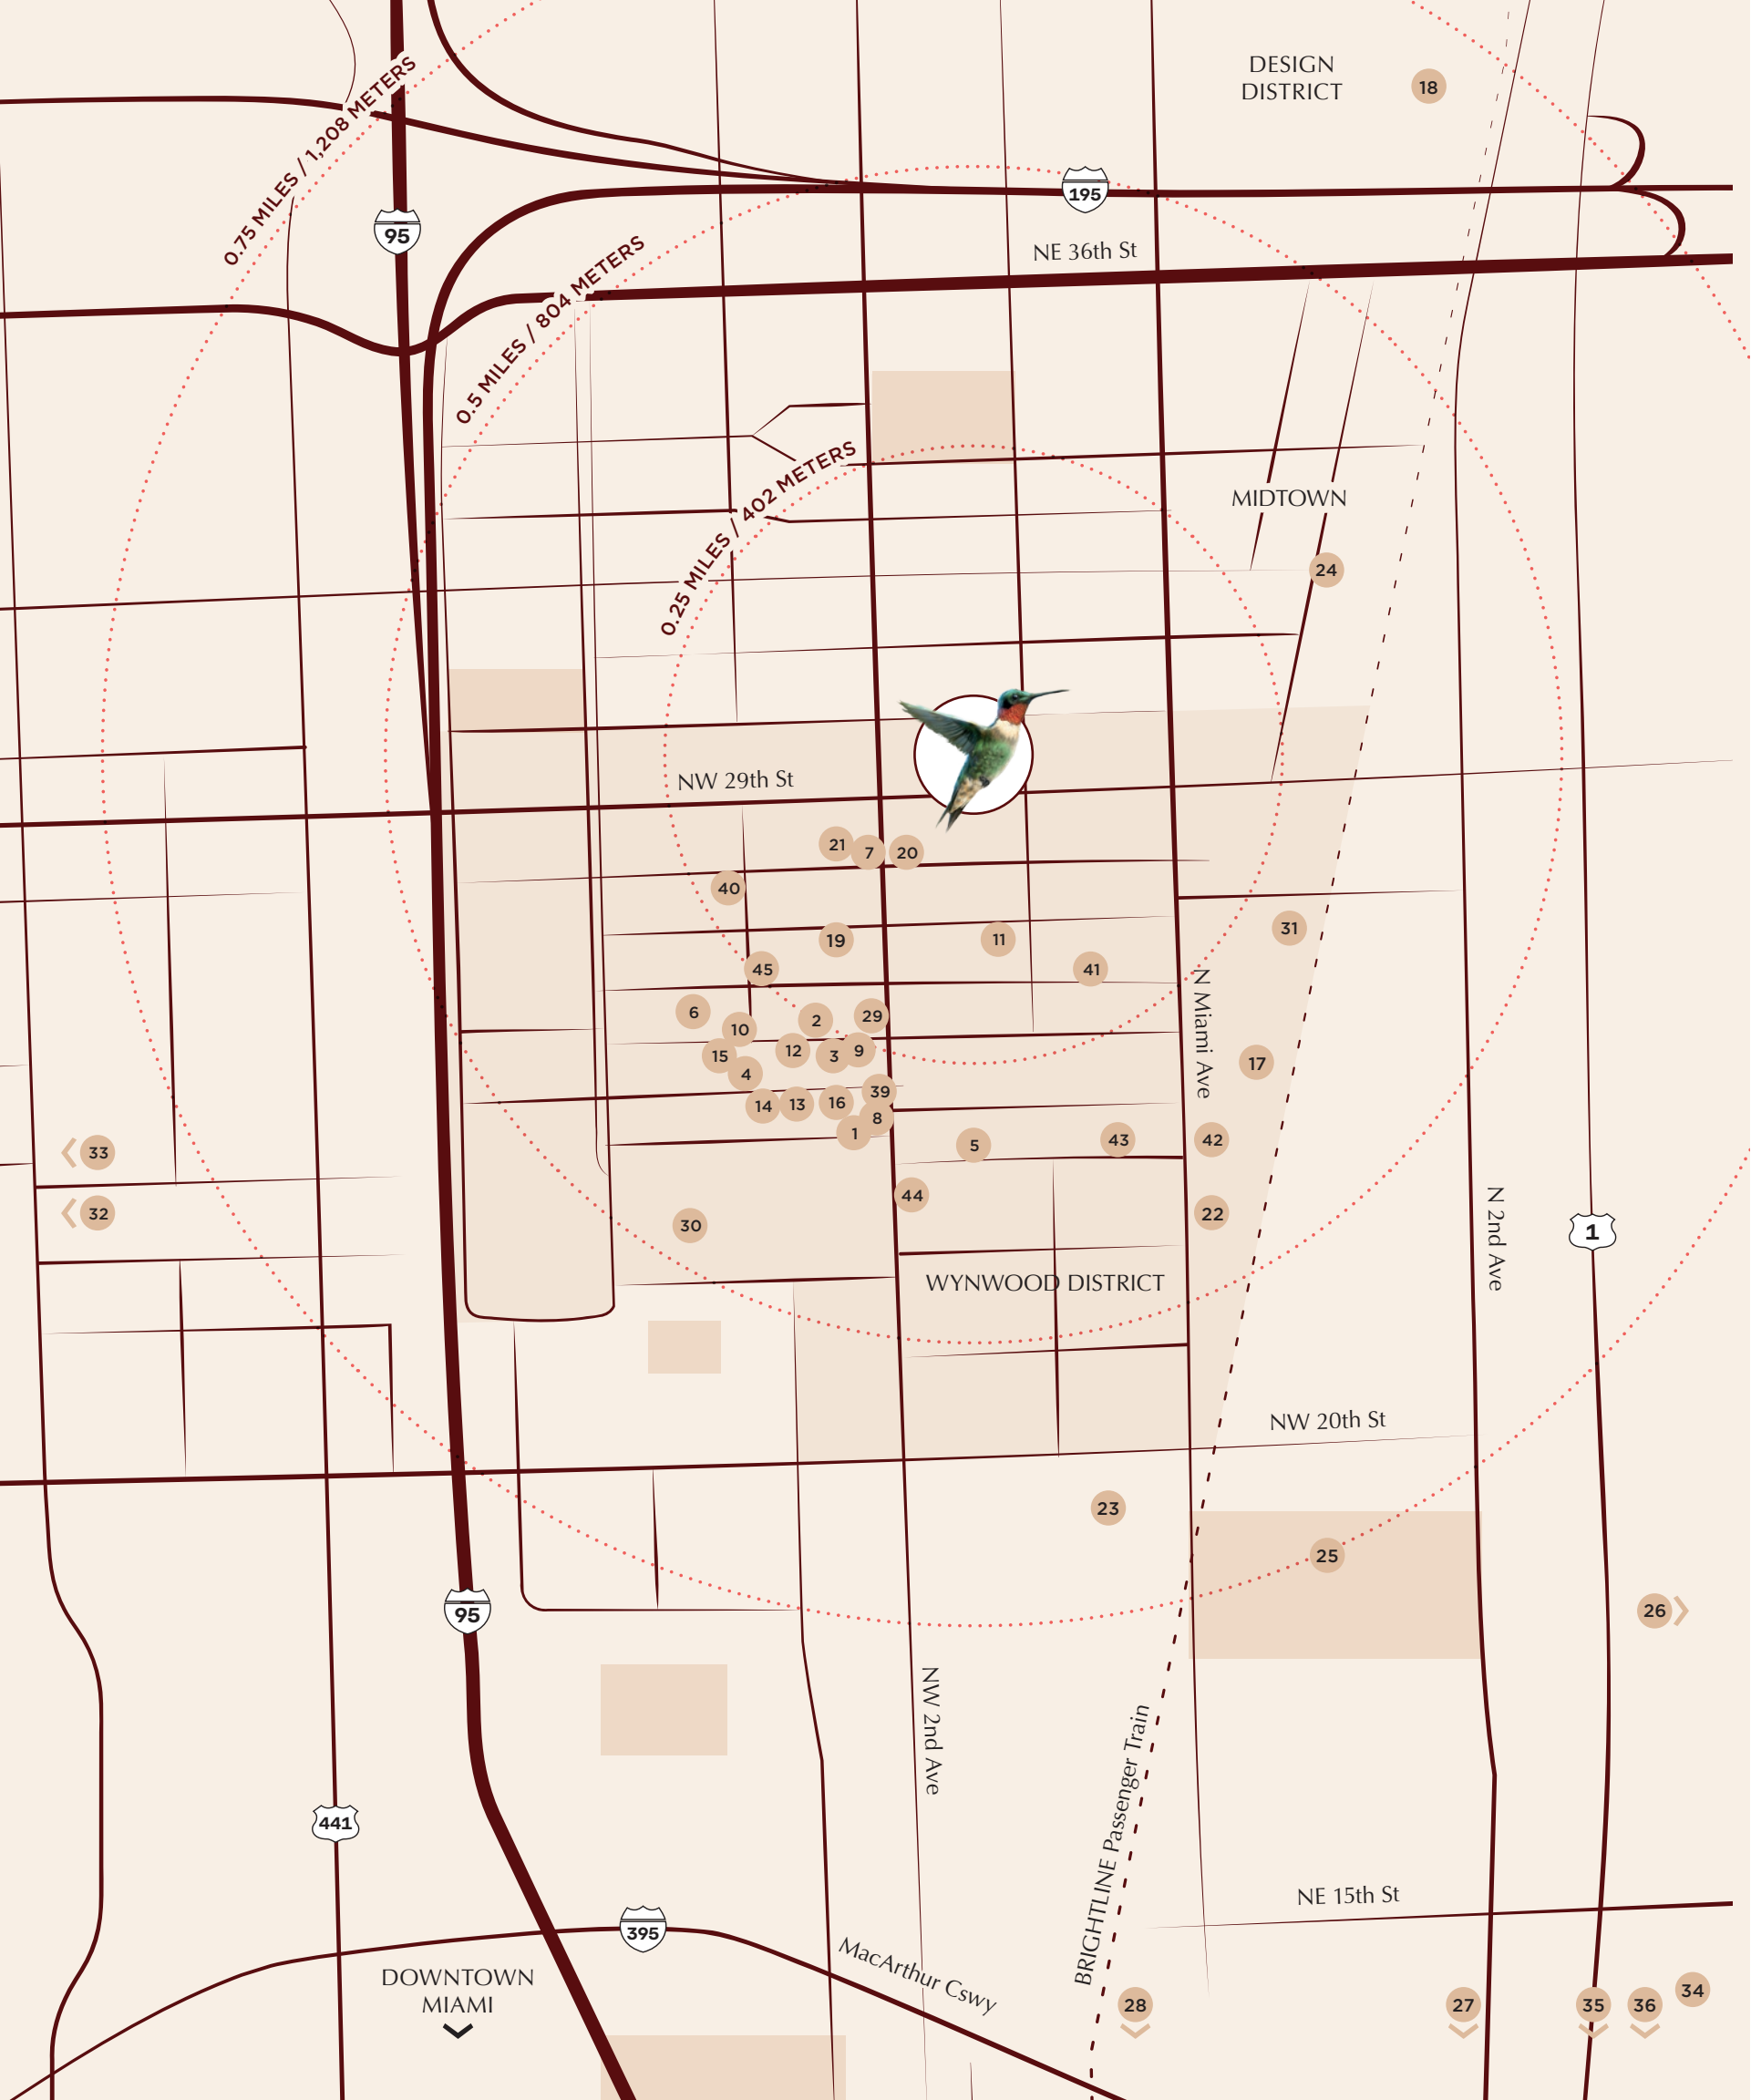 DESIGN
DISTRICT
18
0.75 MILES / 1,208 METERS
195
95
NE 36th St
0.5 MILES / 804 METERS
0.25 MILES / 402 METERS
MIDTOWN
24
NW 29th St
21
7
20
40
31
19
11
45
41
N Miami Ave
6
2
29
10
12
3
9
15
17
4
39
14
13
16
8
1
5
43
42
33
44
32
22
30
N 2nd Ave
1
WYNWOOD DISTRICT
NW 20th St
23
25
26
95
NW 2nd Ave
BRIGHTLINE Passenger Train
441
NE 15th St
395
MacArthur Cswy
DOWNTOWN
MIAMI
28
27
35
36
34